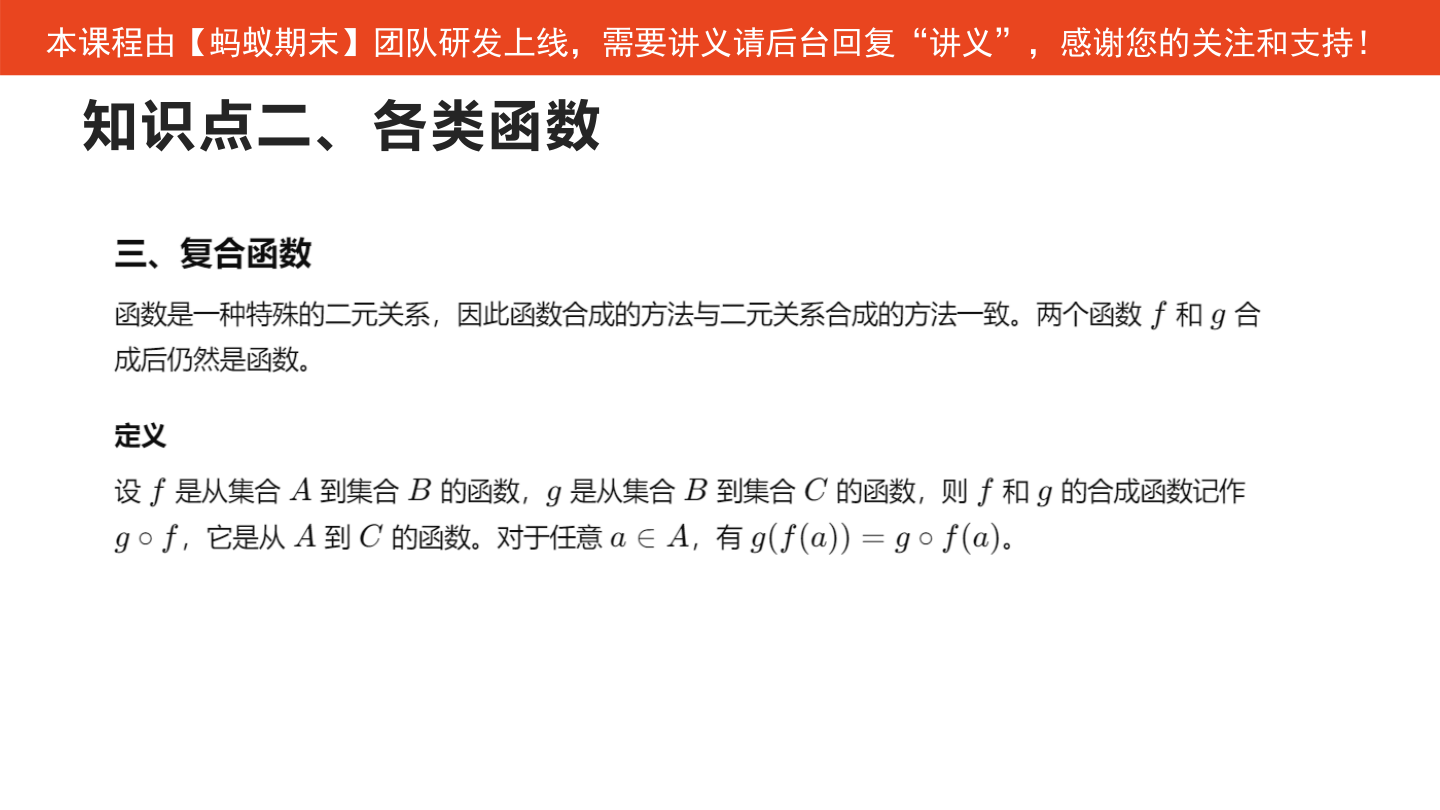 本课程由【蚂蚁期末】团队研发上线，需要讲义请后台回复“讲义”，感谢您的关注和支持！
知识点二、各类函数
三、复合函数
函数是一种特殊的二元关系，因此函数合成的方法与二元关系合成的方法一致。两个函数 f 和 g 合
成后仍然是函数。
定义
设 f 是从集合 A 到集合 B 的函数，g 是从集合 B 到集合 C 的函数，则 f 和 g 的合成函数记作
g ∘ f，它是从 A 到 C 的函数。对于任意 a ∈ A，有 g(f(a)) = g ∘ f(a)。